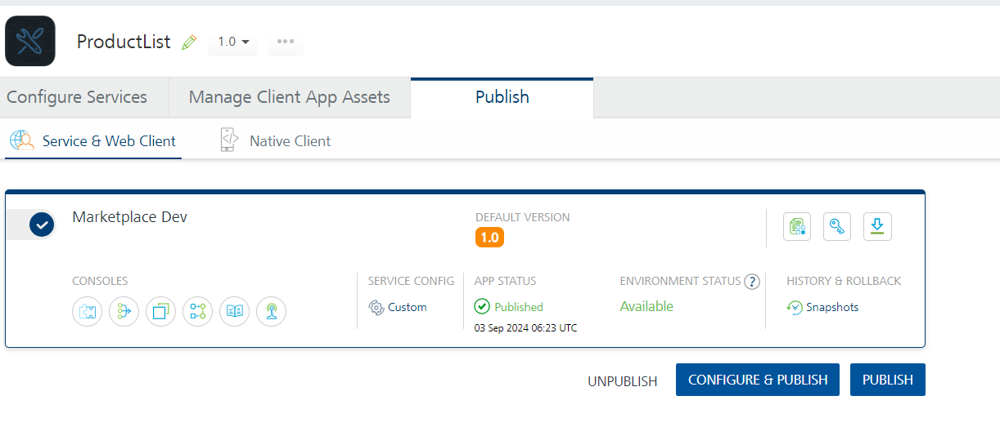 ProductList 1.0
Configure Services Manage Client App Assets Publish
Service & Web Client Native Client
Marketplace Dev
DEFAULT VERSION
1.0
CONSOLES SERVICE CONFIG APP STATUS ENVIRONMENT STATUS ? HISTORY & ROLLBACK
Custom Published Available Snapshots
03 Sep 2024 06:23 UTC
UNPUBLISH CONFIGURE & PUBLISH PUBLISH